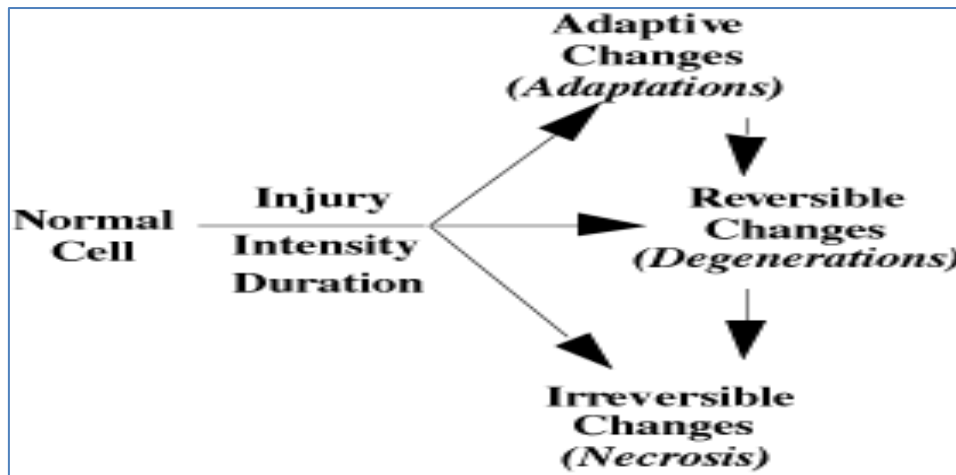 Normal
Cell
Injury
Intensity
Duration
Adaptive
Changes
(Adaptations)
Reversible
Changes
(Degenerations)
Irreversible
Changes
(Necrosis)